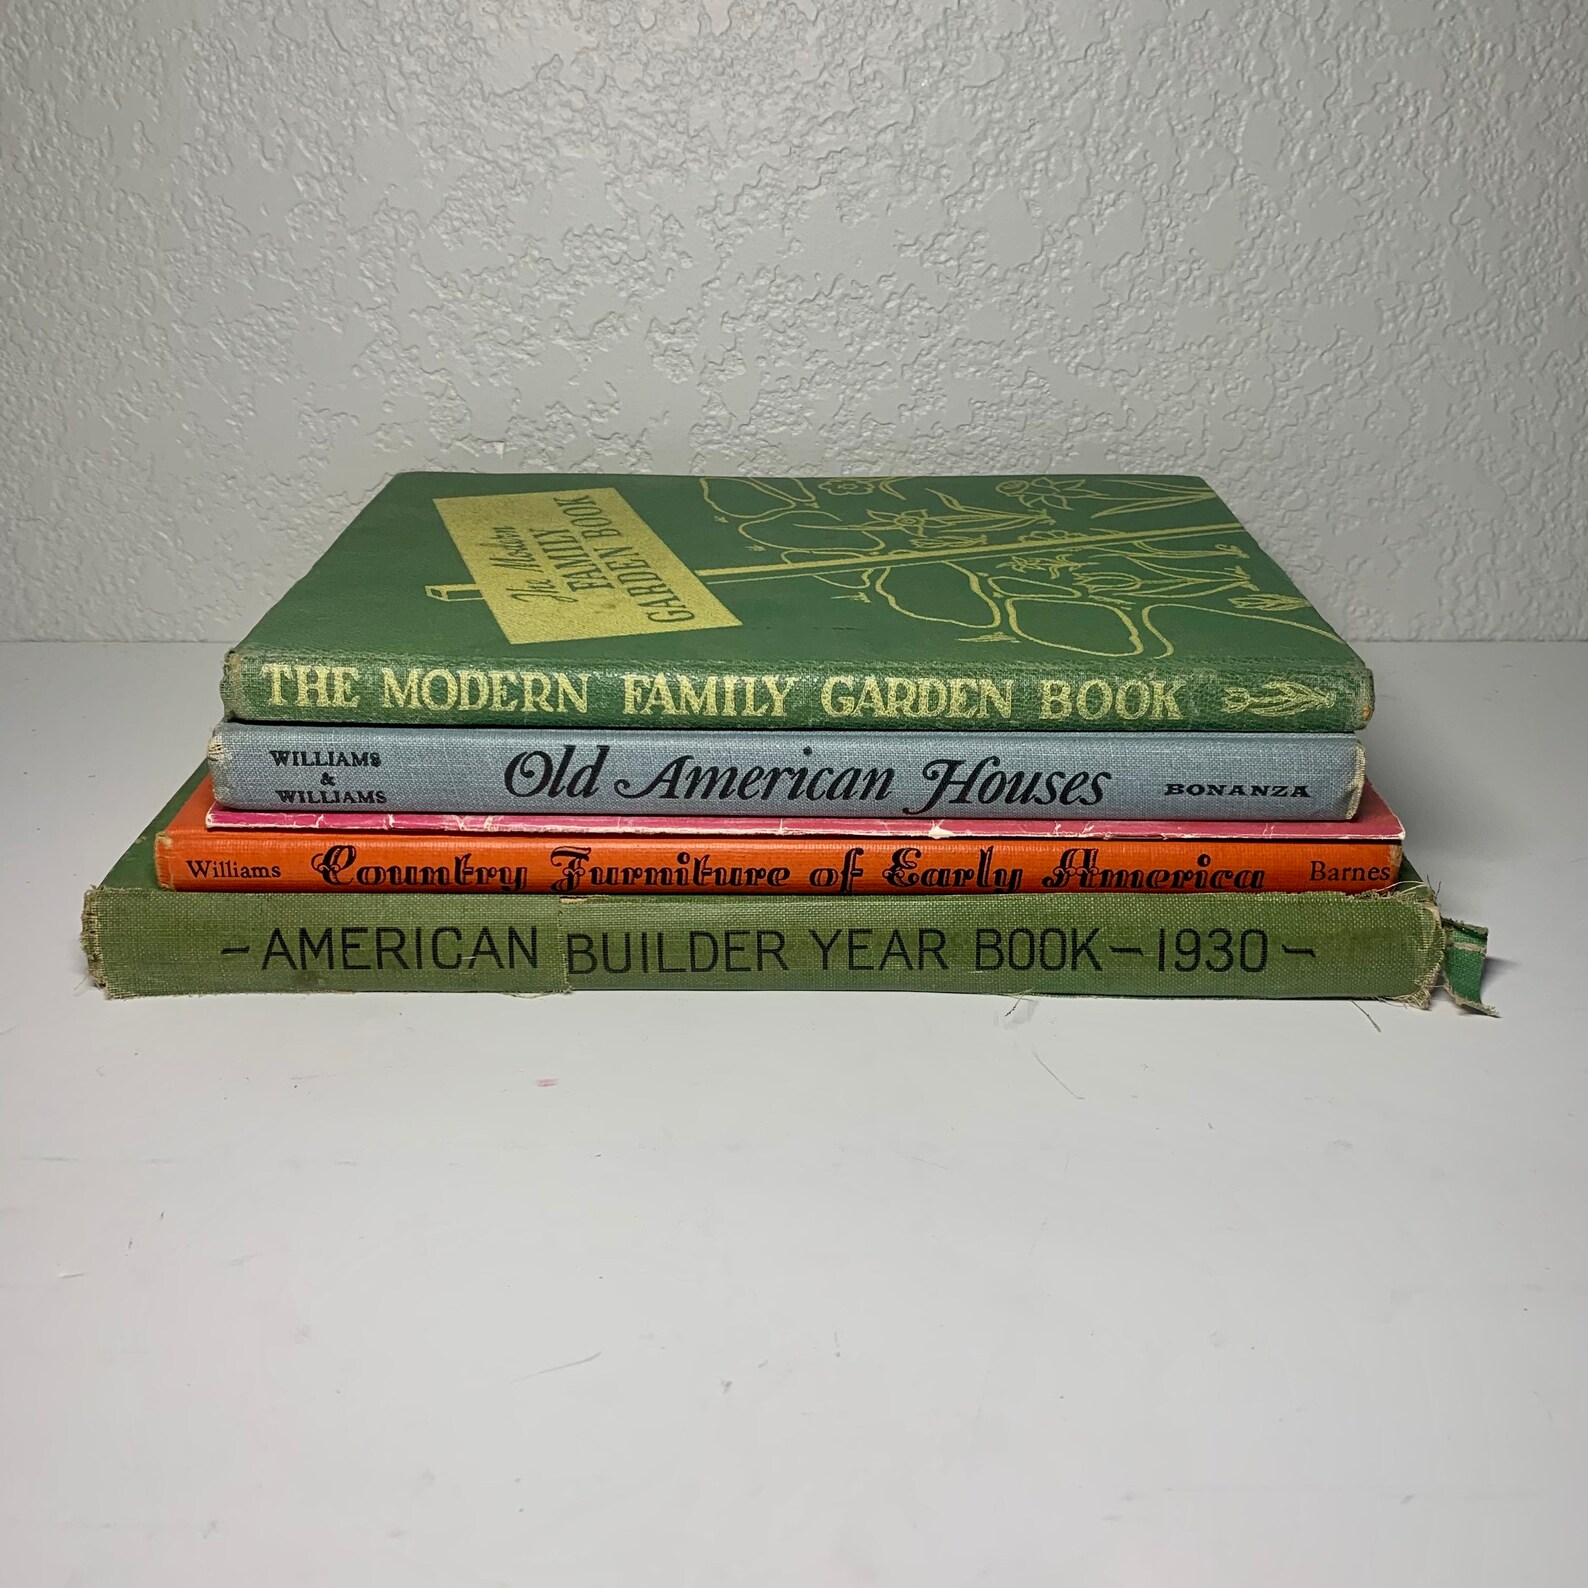 The Modern
FAMILY
GARDEN BOOK
THE MODERN FAMILY GARDEN BOOK
WILLIAMS
&
WILLIAMS
Old American Houses
BONANZA
Williams
Country Furniture of Early America
Barnes
~AMERICAN BUILDER YEAR BOOK~1930~